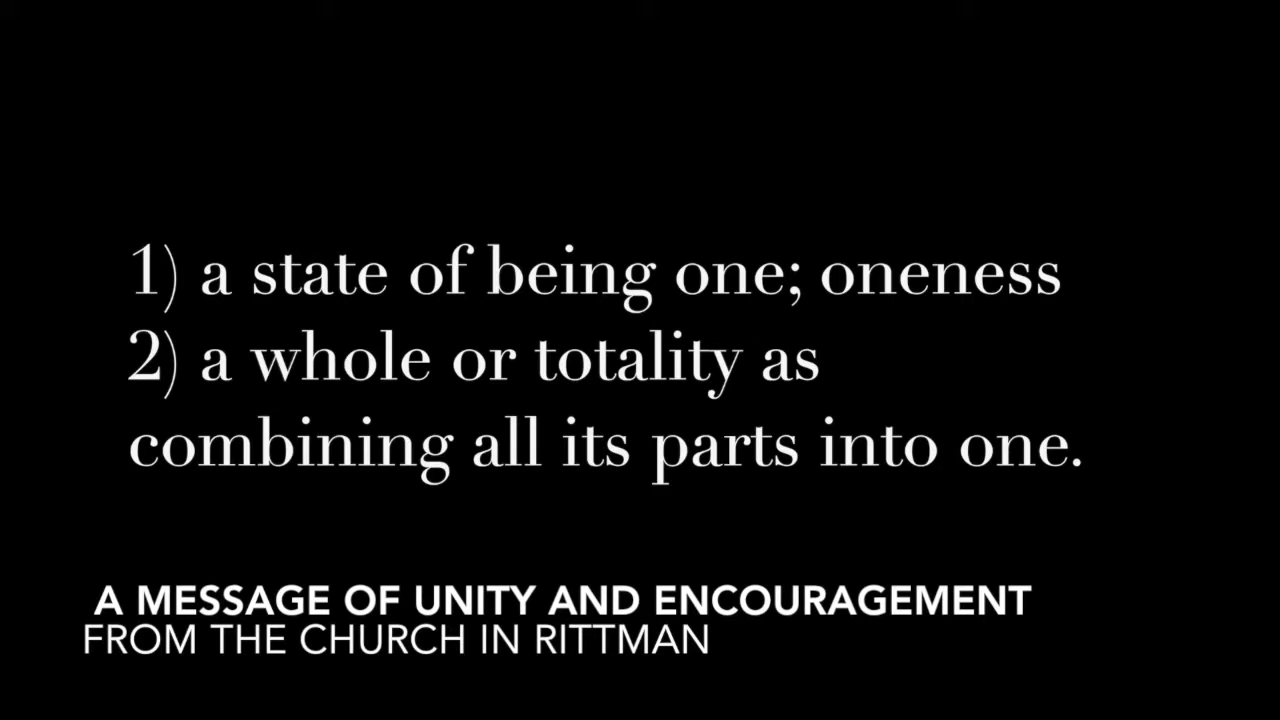 1) a state of being one; oneness
2) a whole or totality as
combining all its parts into one.
A MESSAGE OF UNITY AND ENCOURAGEMENT
FROM THE CHURCH IN RITTMAN